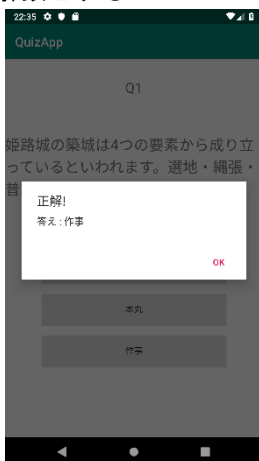 22:35
QuizApp
Q1
姫路城の築城は4つの要素から成り立
っているといわれます。選地・縄張・
普
正解!
答え : 作事
OK
本丸
作事